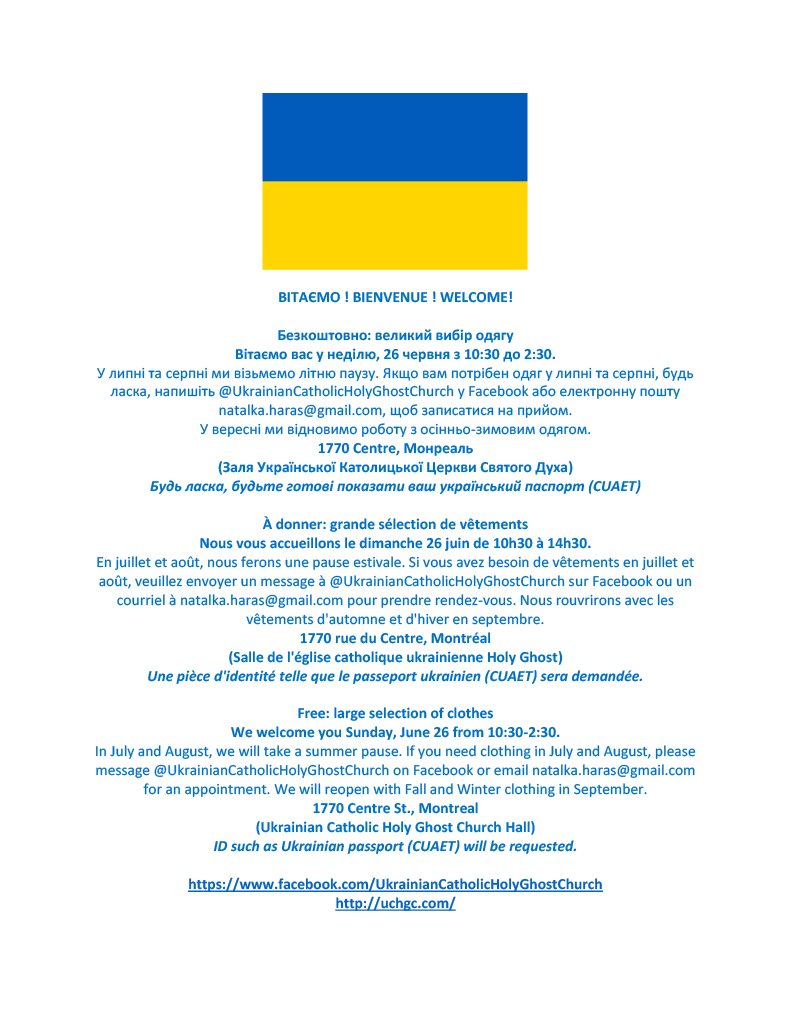 ВІТАЄМО ! BIENVENUE ! WELCOME!
Безкоштовно: великий вибір одягу
Вітаємо вас у неділю, 26 червня з 10:30 до 2:30.
У липні та серпні ми візьмемо літню паузу. Якщо вам потрібен одяг у липні та серпні, будь
ласка, напишіть @UkrainianCatholicHolyGhostChurch у Facebook або електронну пошту
natalka.haras@gmail.com, щоб записатися на прийом.
У вересні ми відновимо роботу з осінньо-зимовим одягом.
1770 Centre, Монреаль
(Заля Української Католицької Церкви Святого Духа)
Будь ласка, будьте готові показати ваш український паспорт (CUAET)
À donner: grande sélection de vêtements
Nous vous accueillons le dimanche 26 juin de 10h30 à 14h30.
En juillet et août, nous ferons une pause estivale. Si vous avez besoin de vêtements en juillet et
août, veuillez envoyer un message à @UkrainianCatholicHolyGhostChurch sur Facebook ou un
courriel à natalka.haras@gmail.com pour prendre rendez-vous. Nous rouvrirons avec les
vêtements d'automne et d'hiver en septembre.
1770 rue du Centre, Montréal
(Salle de l'église catholique ukrainienne Holy Ghost)
Une pièce d'identité telle que le passeport ukrainien (CUAET) sera demandée.
Free: large selection of clothes
We welcome you Sunday, June 26 from 10:30-2:30.
In July and August, we will take a summer pause. If you need clothing in July and August, please
message @UkrainianCatholicHolyGhostChurch on Facebook or email natalka.haras@gmail.com
for an appointment. We will reopen with Fall and Winter clothing in September.
1770 Centre St., Montreal
(Ukrainian Catholic Holy Ghost Church Hall)
ID such as Ukrainian passport (CUAET) will be requested.
https://www.facebook.com/UkrainianCatholicHolyGhostChurch
http://uchgc.com/